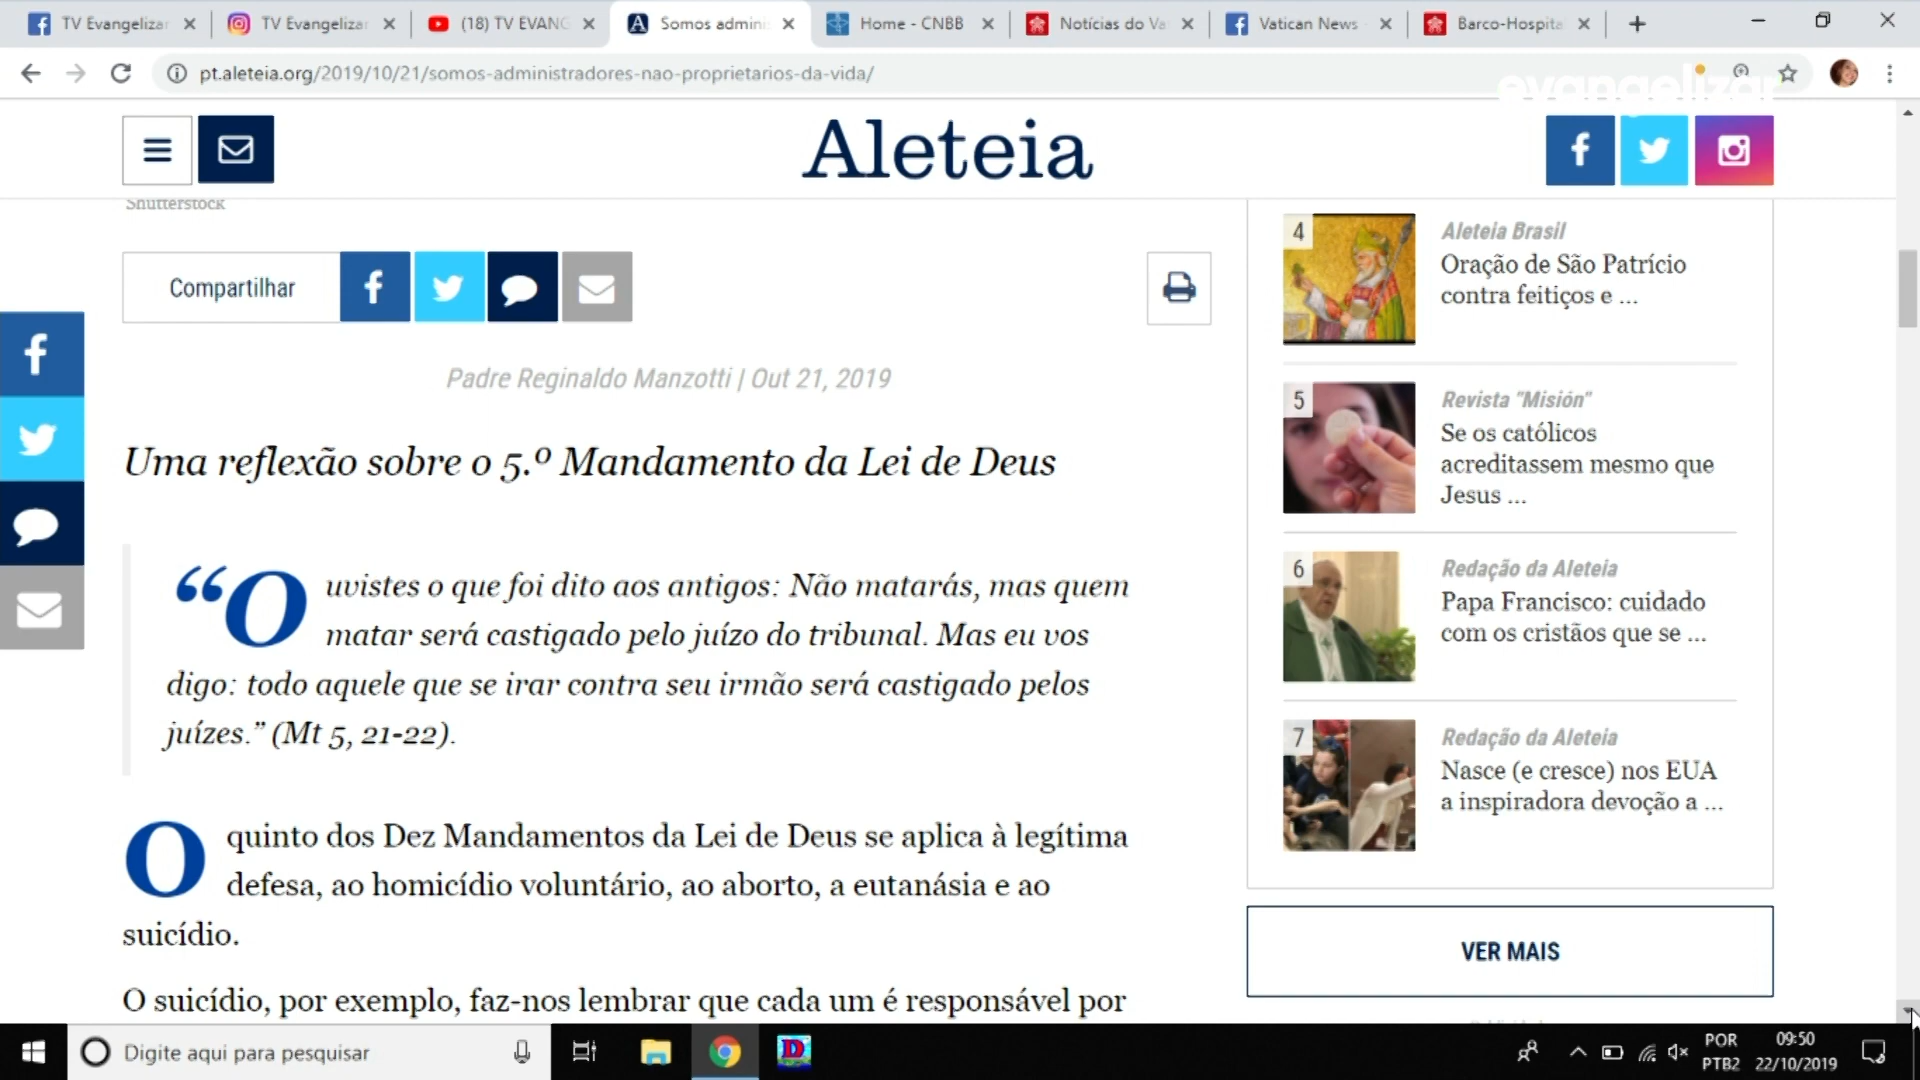 TV Evangelizar
TV Evangelizar
(18) TV EVANG
Somos admini
Home - CNBB
Notícias do Va
Vatican News -
Barco-Hospita
pt.aleteia.org/2019/10/21/somos-administradores-nao-proprietarios-da-vida/
evangelizar
Aleteia
Shutterstock
Compartilhar
Padre Reginaldo Manzotti | Out 21, 2019
Uma reflexão sobre o 5.º Mandamento da Lei de Deus
“Ouvistes o que foi dito aos antigos: Não matarás, mas quem
matar será castigado pelo juízo do tribunal. Mas eu vos
digo: todo aquele que se irar contra seu irmão será castigado pelos
juízes.” (Mt 5, 21-22).
O quinto dos Dez Mandamentos da Lei de Deus se aplica à legítima
defesa, ao homicídio voluntário, ao aborto, a eutanásia e ao
suicídio.
O suicídio, por exemplo, faz-nos lembrar que cada um é responsável por
4
Aleteia Brasil
Oração de São Patrício
contra feitiços e ...
5
Revista "Misión"
Se os católicos
acreditassem mesmo que
Jesus ...
6
Redação da Aleteia
Papa Francisco: cuidado
com os cristãos que se ...
7
Redação da Aleteia
Nasce (e cresce) nos EUA
a inspiradora devoção a ...
VER MAIS
Digite aqui para pesquisar
D
POR
PTB2
09:50
22/10/2019